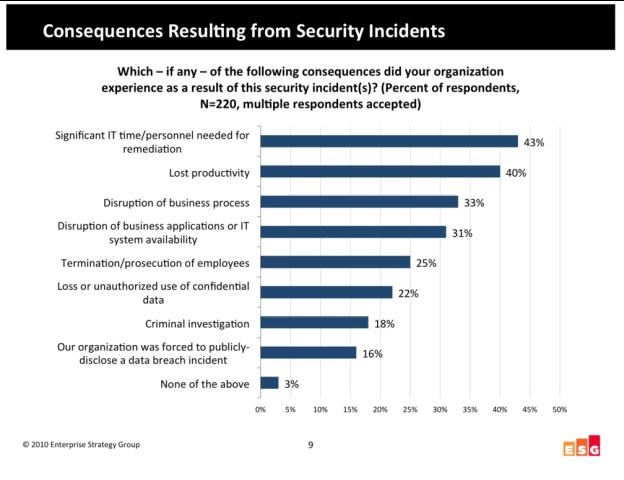 Consequences Resulting from Security Incidents
Which – if any – of the following consequences did your organization
experience as a result of this security incident(s)? (Percent of respondents,
N=220, multiple respondents accepted)
Significant IT time/personnel needed for
remediation
43%
Lost productivity
40%
Disruption of business process
33%
Disruption of business applications or IT
system availability
31%
Termination/prosecution of employees
25%
Loss or unauthorized use of confidential
data
22%
Criminal investigation
18%
Our organization was forced to publicly-
disclose a data breach incident
16%
None of the above
3%
0% 5% 10% 15% 20% 25% 30% 35% 40% 45% 50%
© 2010 Enterprise Strategy Group
9
ESG